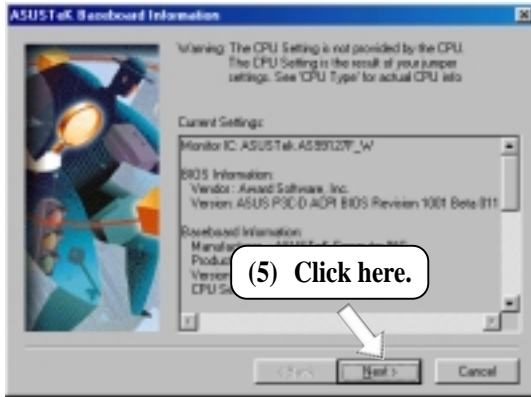 ASUSTeK Baseboard Information
Warning: The CPU Setting is not provided by the CPU.
The CPU Setting is the result of your jumper
settings. See 'CPU Type' for actual CPU info
Current Settings:
Monitor IC: ASUSTek AS99127F_W
BIOS Information:
Vendor : Award Software, Inc.
Version: ASUS P3C-D ACPI BIOS Revision 1001 Beta 011
Baseboard Information:
(5) Click here.
< Back
Next >
Cancel